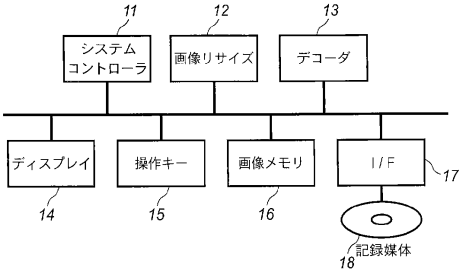 11
12
13
システム
コントローラ
画像リサイズ
デコーダ
ディスプレイ
操作キー
画像メモリ
I/F
14
15
16
17
記録媒体
18